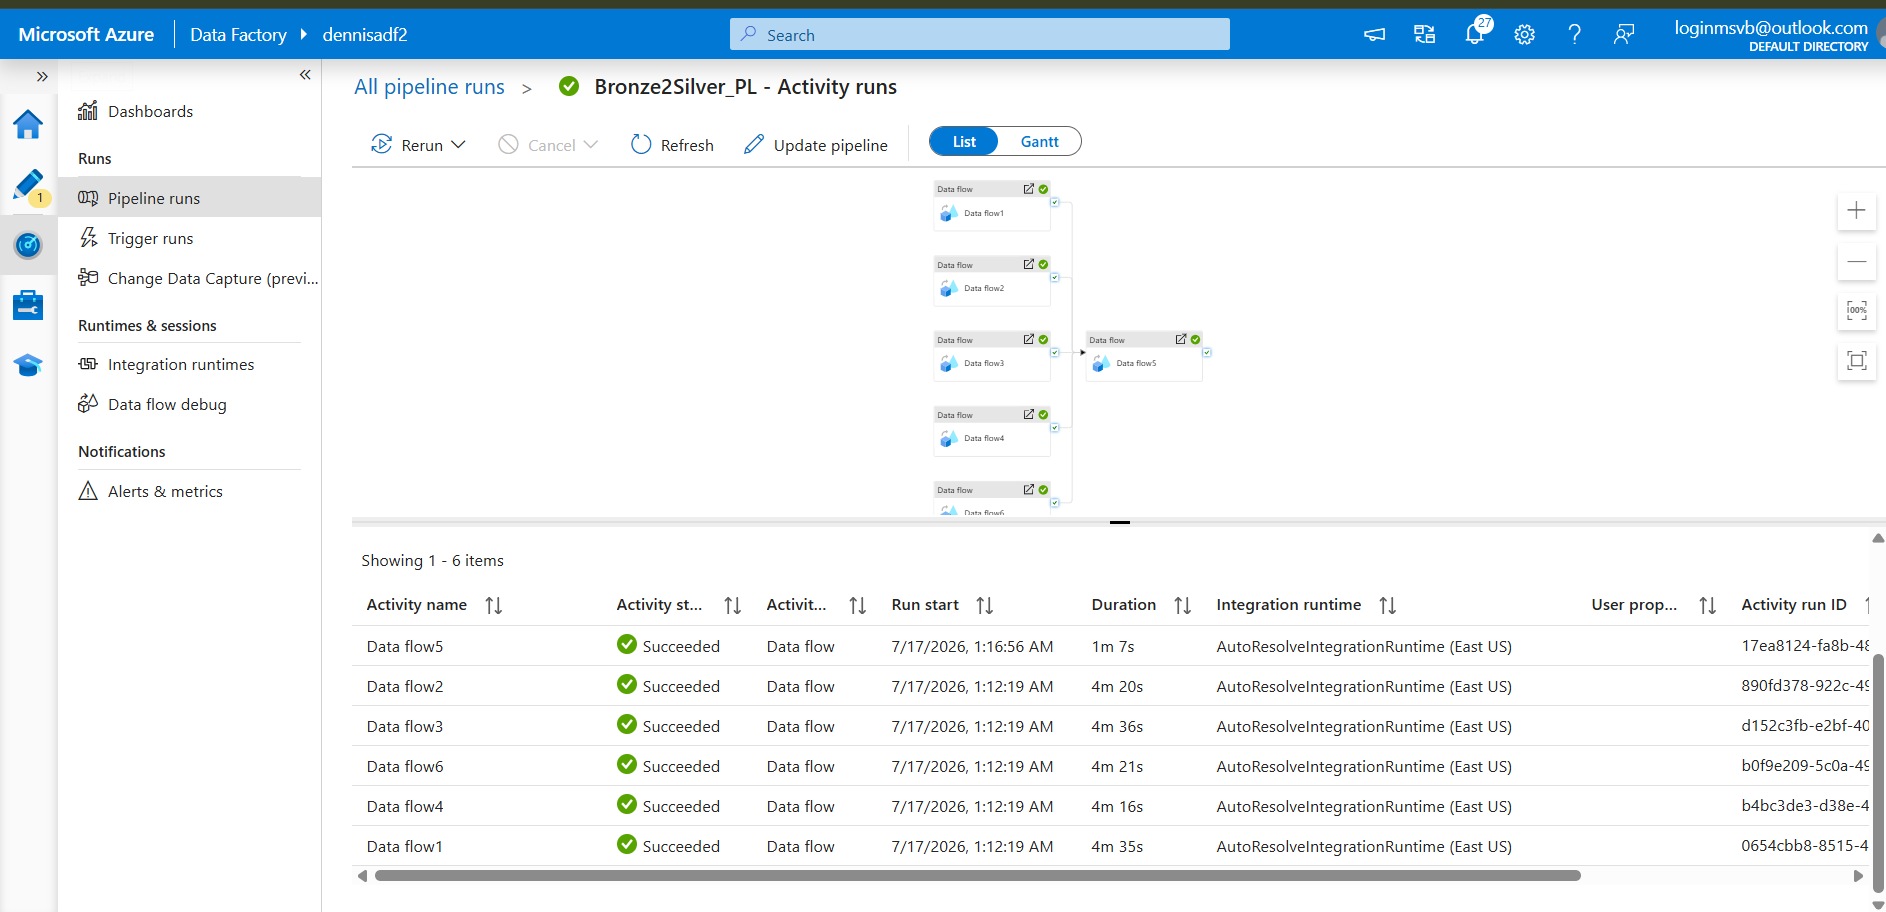 Microsoft Azure Data Factory dennisadf2 Search 27 loginmsvb@outlook.com
DEFAULT DIRECTORY
All pipeline runs > Bronze2Silver_PL - Activity runs
Rerun Cancel Refresh Update pipeline List Gantt
Dashboards
Runs
1
Pipeline runs
Trigger runs
Change Data Capture (previ...
Runtimes & sessions
Integration runtimes
Data flow debug
Notifications
Alerts & metrics
Data flow
Data flow1
Data flow
Data flow2
Data flow
Data flow3
Data flow
Data flow5
Data flow
Data flow4
Data flow
Data flow6
100%
Showing 1 - 6 items
Activity name Activity st... Activit... Run start Duration Integration runtime User prop... Activity run ID
Data flow5 Succeeded Data flow 7/17/2026, 1:16:56 AM 1m 7s AutoResolveIntegrationRuntime (East US) 17ea8124-fa8b-48
Data flow2 Succeeded Data flow 7/17/2026, 1:12:19 AM 4m 20s AutoResolveIntegrationRuntime (East US) 890fd378-922c-49
Data flow3 Succeeded Data flow 7/17/2026, 1:12:19 AM 4m 36s AutoResolveIntegrationRuntime (East US) d152c3fb-e2bf-40
Data flow6 Succeeded Data flow 7/17/2026, 1:12:19 AM 4m 21s AutoResolveIntegrationRuntime (East US) b0f9e209-5c0a-49
Data flow4 Succeeded Data flow 7/17/2026, 1:12:19 AM 4m 16s AutoResolveIntegrationRuntime (East US) b4bc3de3-d38e-4
Data flow1 Succeeded Data flow 7/17/2026, 1:12:19 AM 4m 35s AutoResolveIntegrationRuntime (East US) 0654cbb8-8515-4